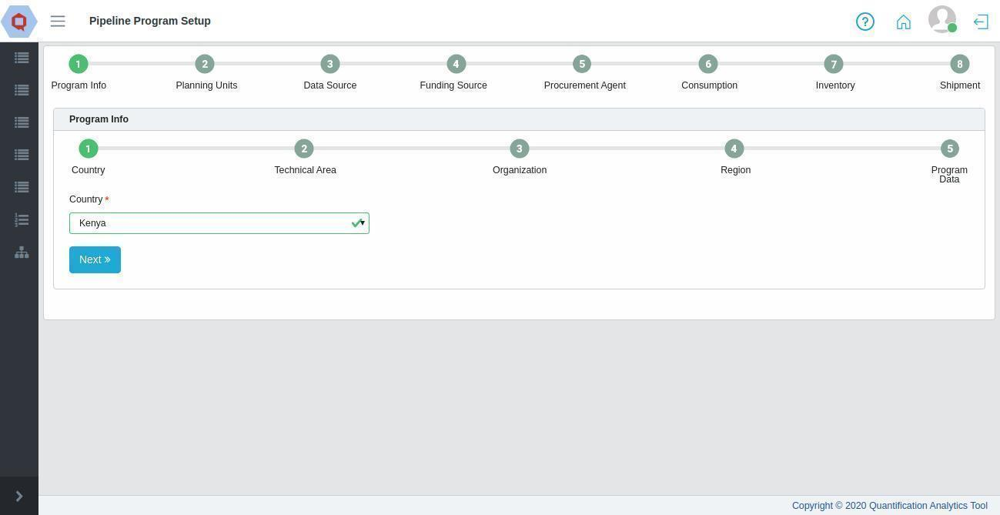 Pipeline Program Setup
?
1 2 3 4 5 6 7 8
Program Info Planning Units Data Source Funding Source Procurement Agent Consumption Inventory Shipment
Program Info
1 2 3 4 5
Country Technical Area Organization Region Program
Data
Country *
Kenya
Next »
Copyright © 2020 Quantification Analytics Tool